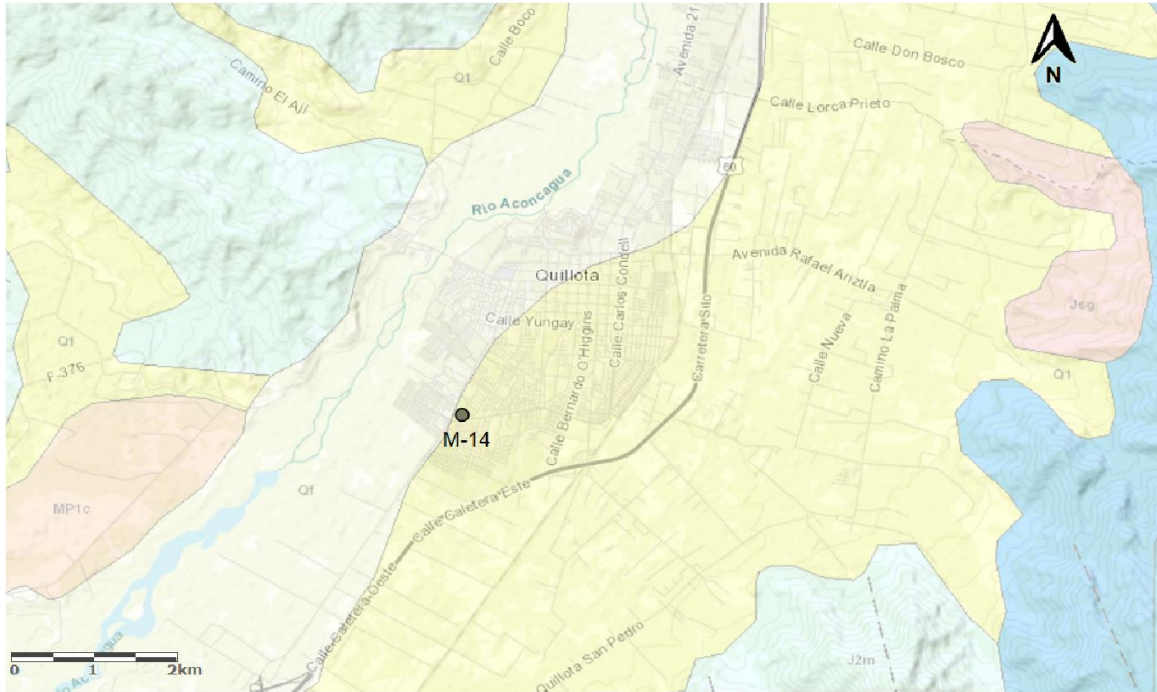 Calle Boco
Avenida 21
Calle Don Bosco
N
Q1
Camino El Ají
Calle Lorca Prieto
60
Río Aconcagua
Avenida Rafael Ariztía
Quillota
Calle Carlos Condell
Calle Yungay
Carretera Silo
Jsg
Calle Nueva
Camino La Palma
Q1
F-376
Calle Bernardo O'Higgins
Q1
M-14
Qf
MP1c
Calle Caletera Este
Calle Caletera Oeste
Quillota San Pedro
J2m
0 1 2km